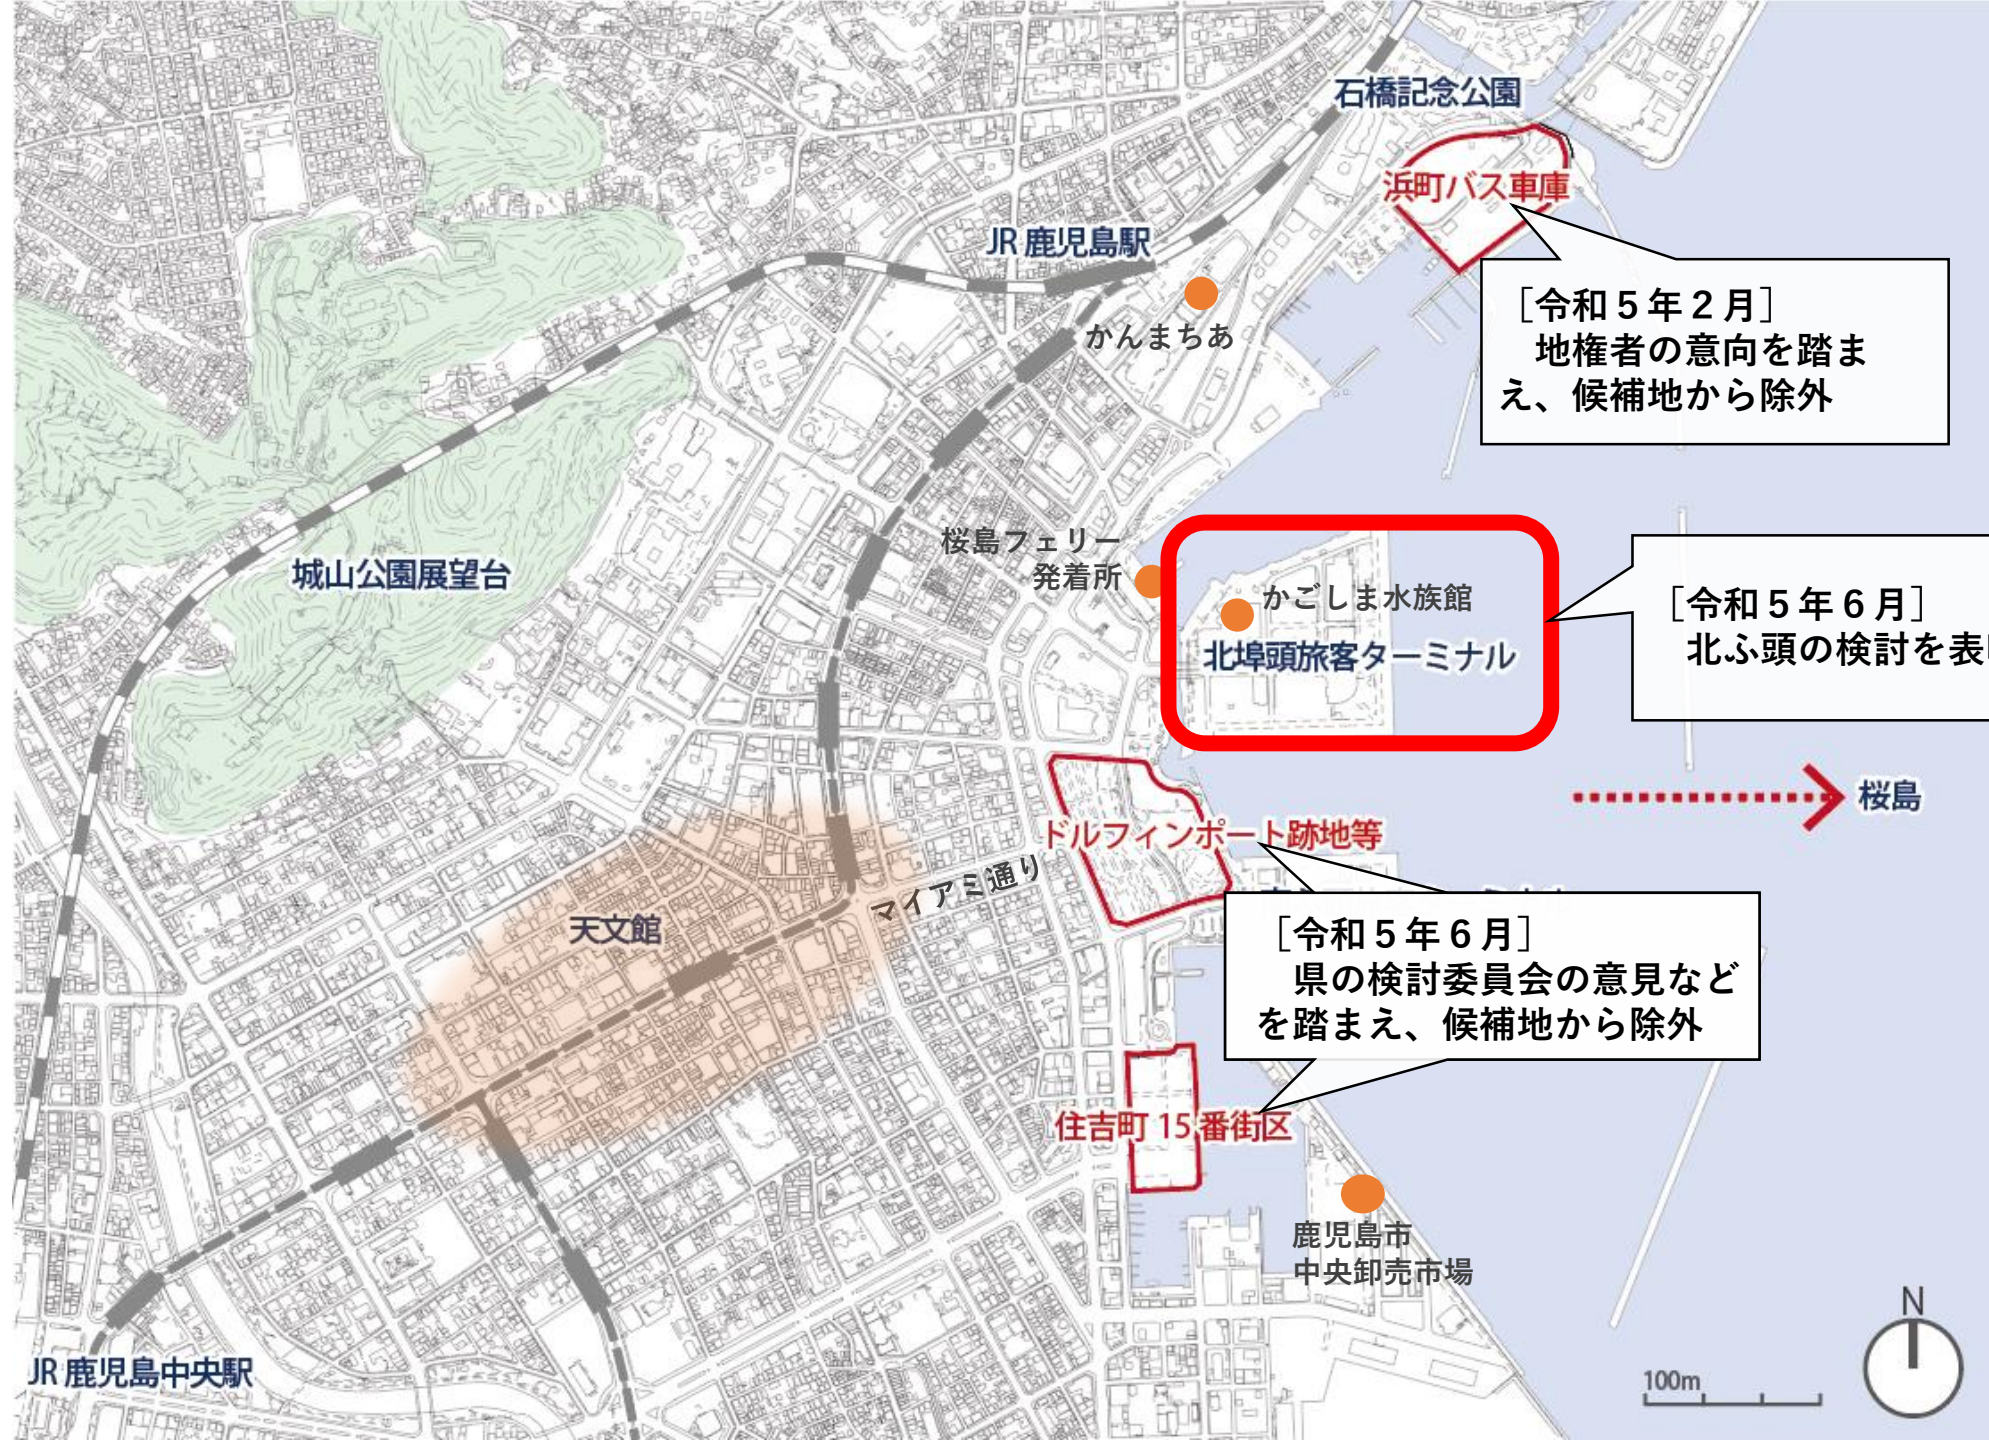 石橋記念公園
浜町バス車庫
JR 鹿児島駅
かんまちあ
［令和５年２月］
地権者の意向を踏ま
え、候補地から除外
桜島フェリー
発着所
かごしま水族館
北埠頭旅客ターミナル
［令和５年６月］
北ふ頭の検討を表
城山公園展望台
桜島
ドルフィンポート跡地等
マイアミ通り
天文館
［令和５年６月］
県の検討委員会の意見など
を踏まえ、候補地から除外
住吉町 15 番街区
鹿児島市
中央卸売市場
JR 鹿児島中央駅
100m
N